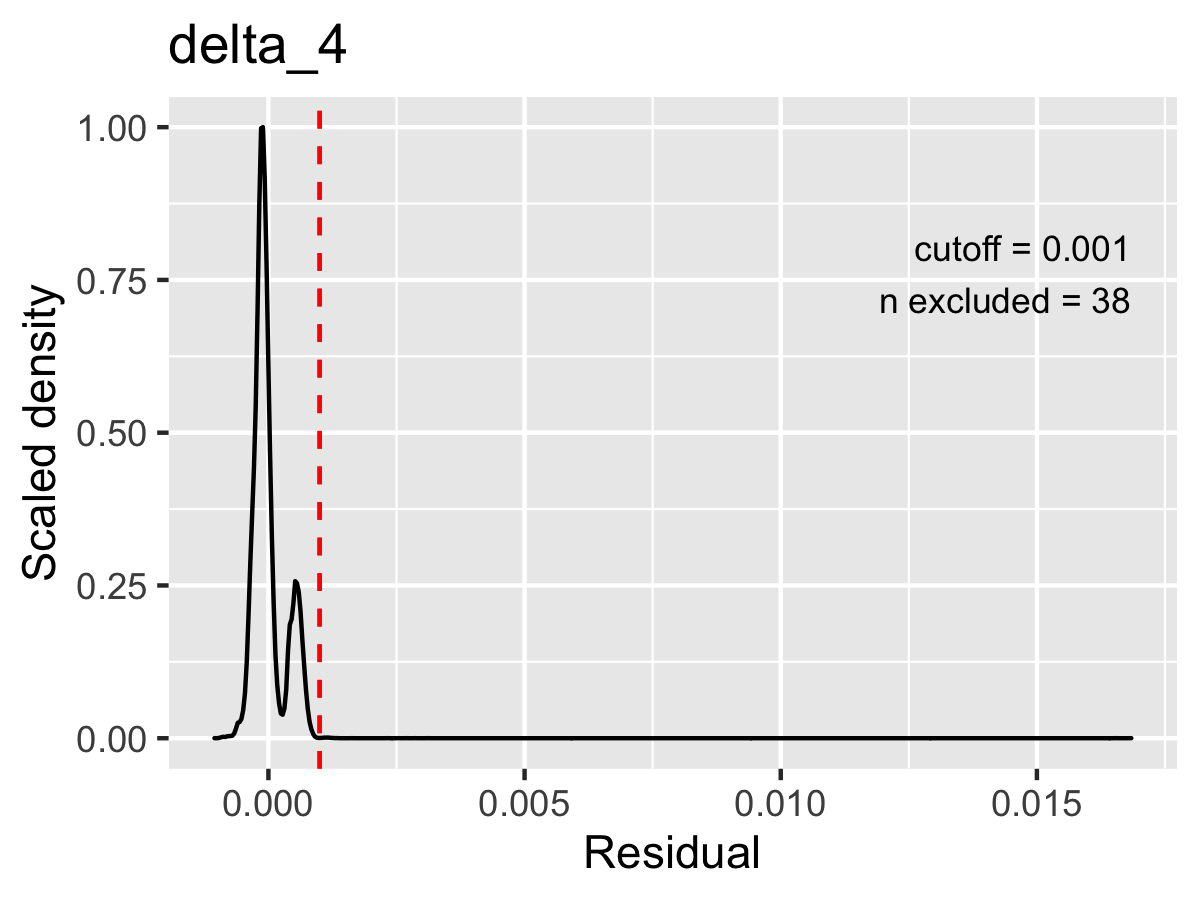 delta_4
1.00
0.75
0.50
0.25
0.00
Scaled density
cutoff = 0.001
n excluded = 38
0.000 0.005 0.010 0.015
Residual